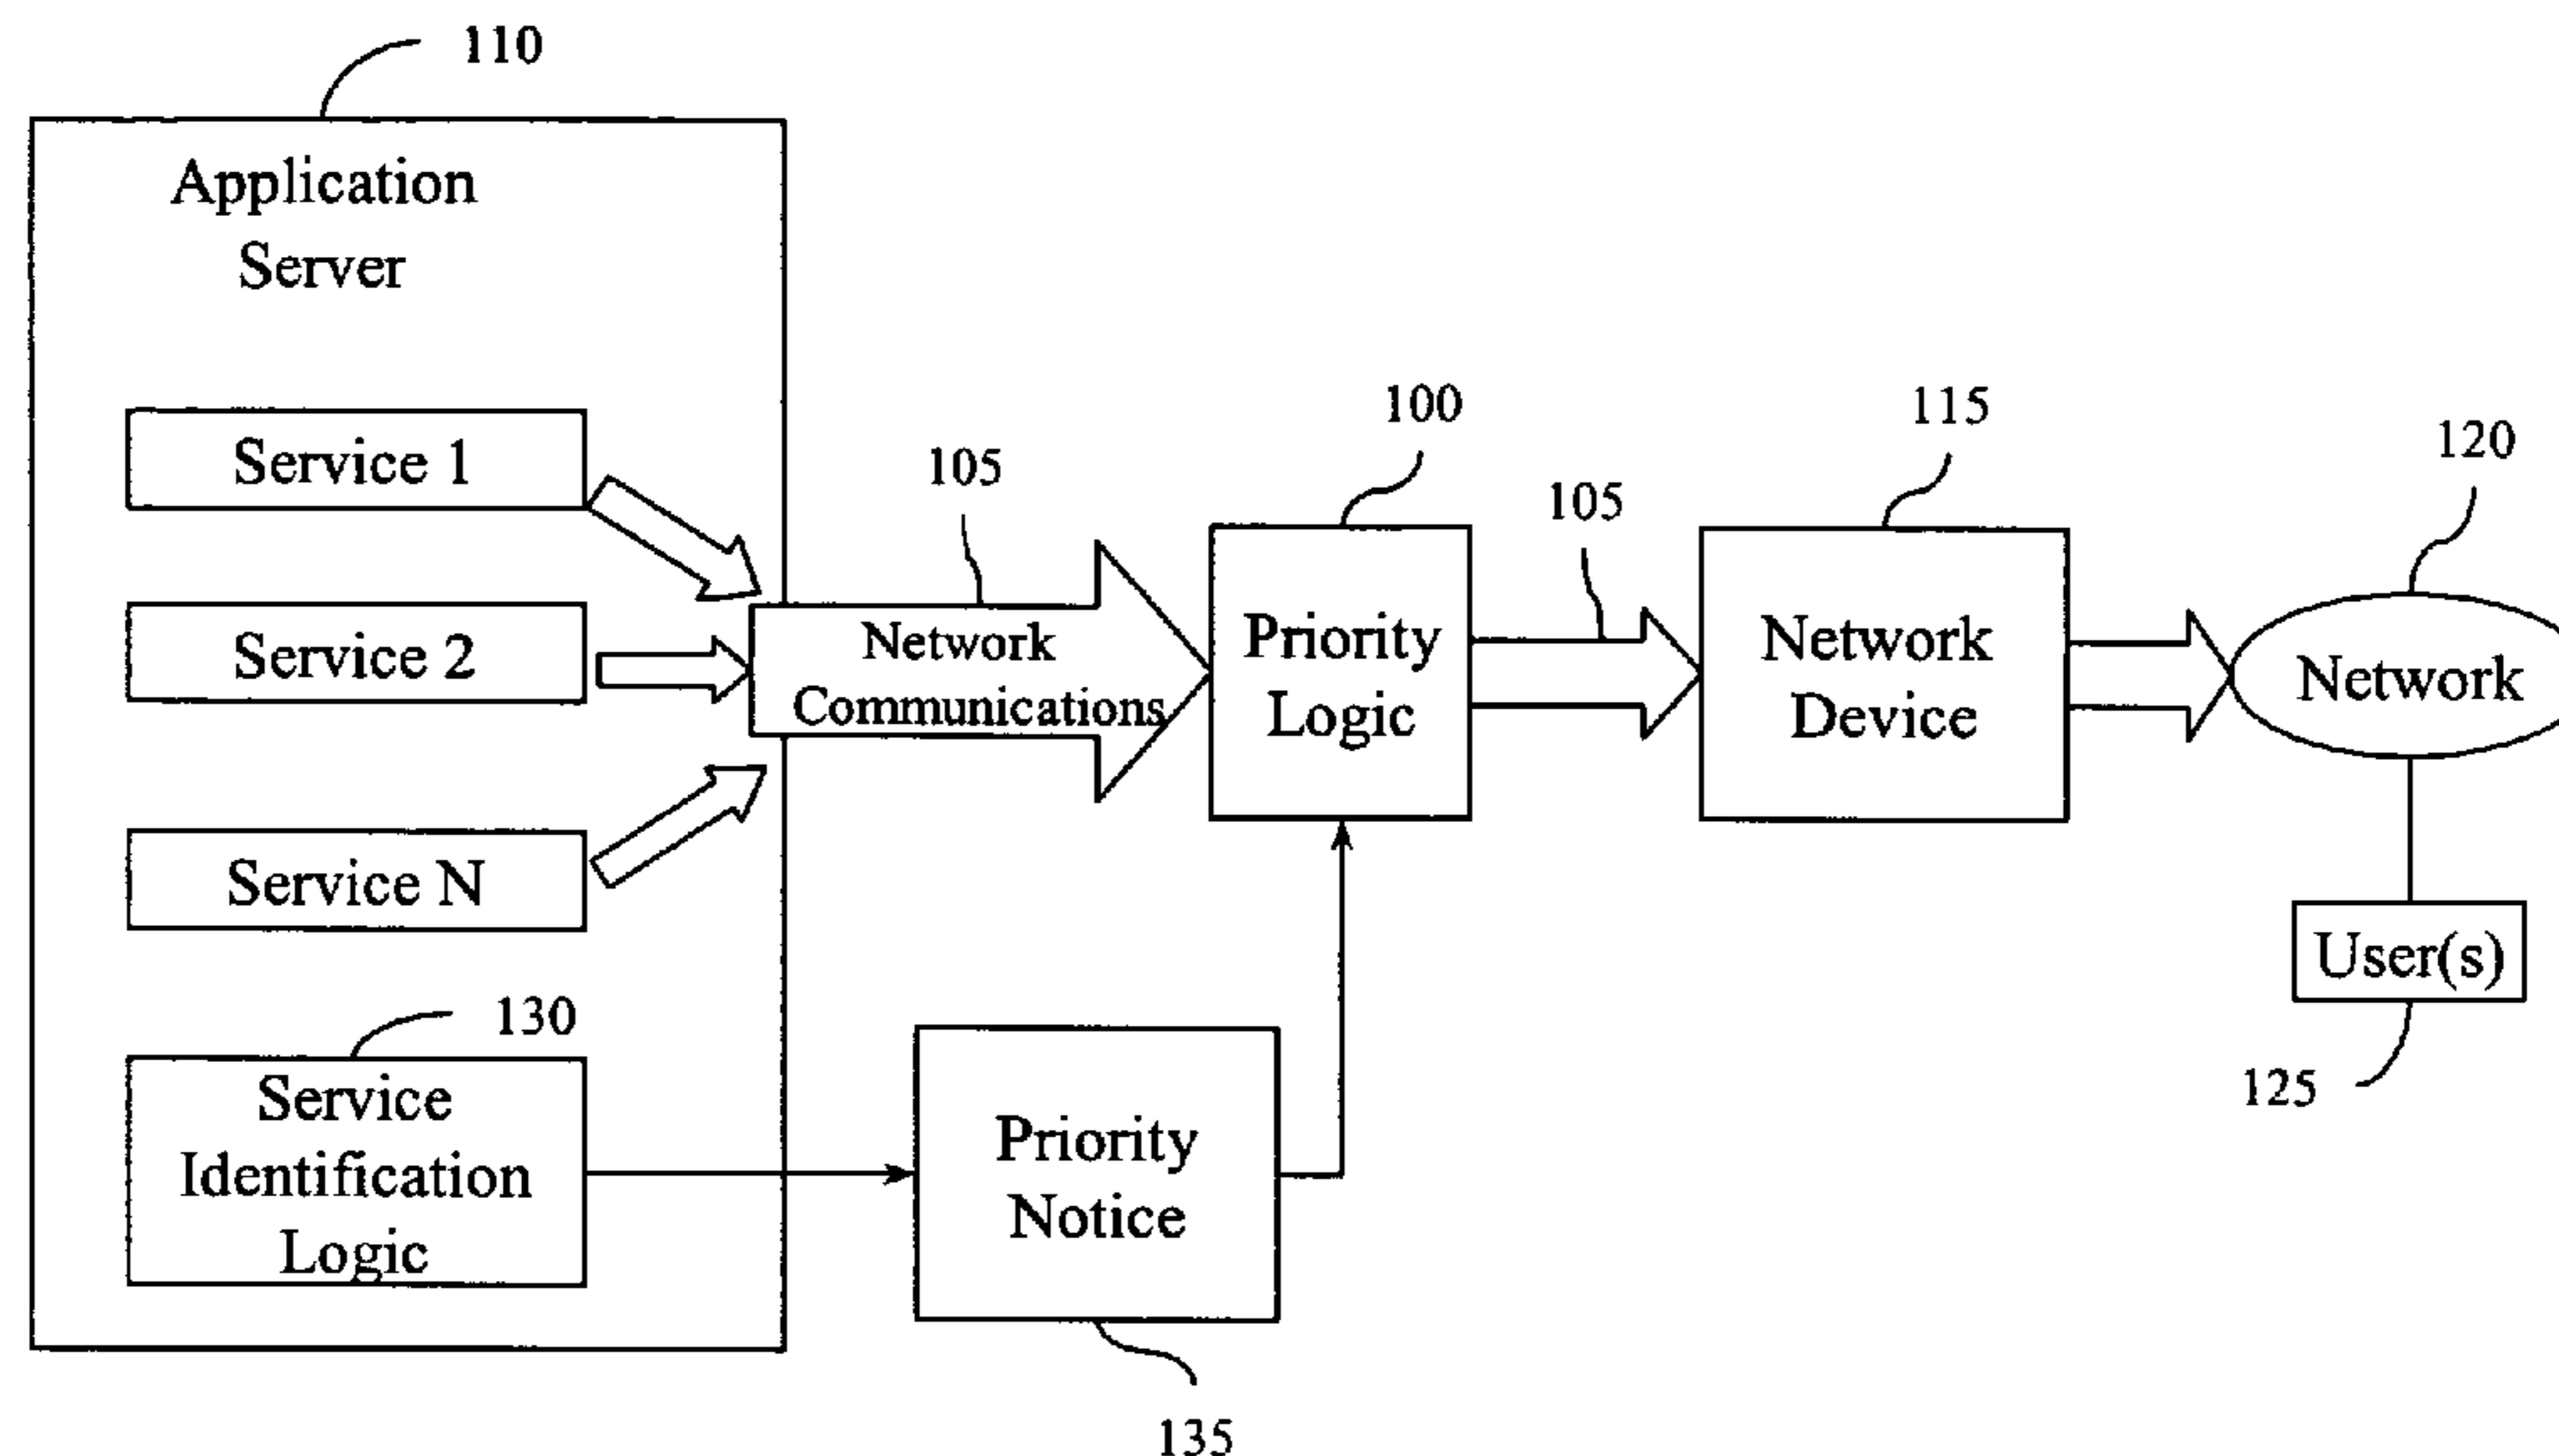 110
Application
Server
Service 1
Service 2
Service N
130
Service
Identification
Logic
105
Network
Communications
100
Priority
Logic
105
115
Network
Device
120
Network
User(s)
125
Priority
Notice
135